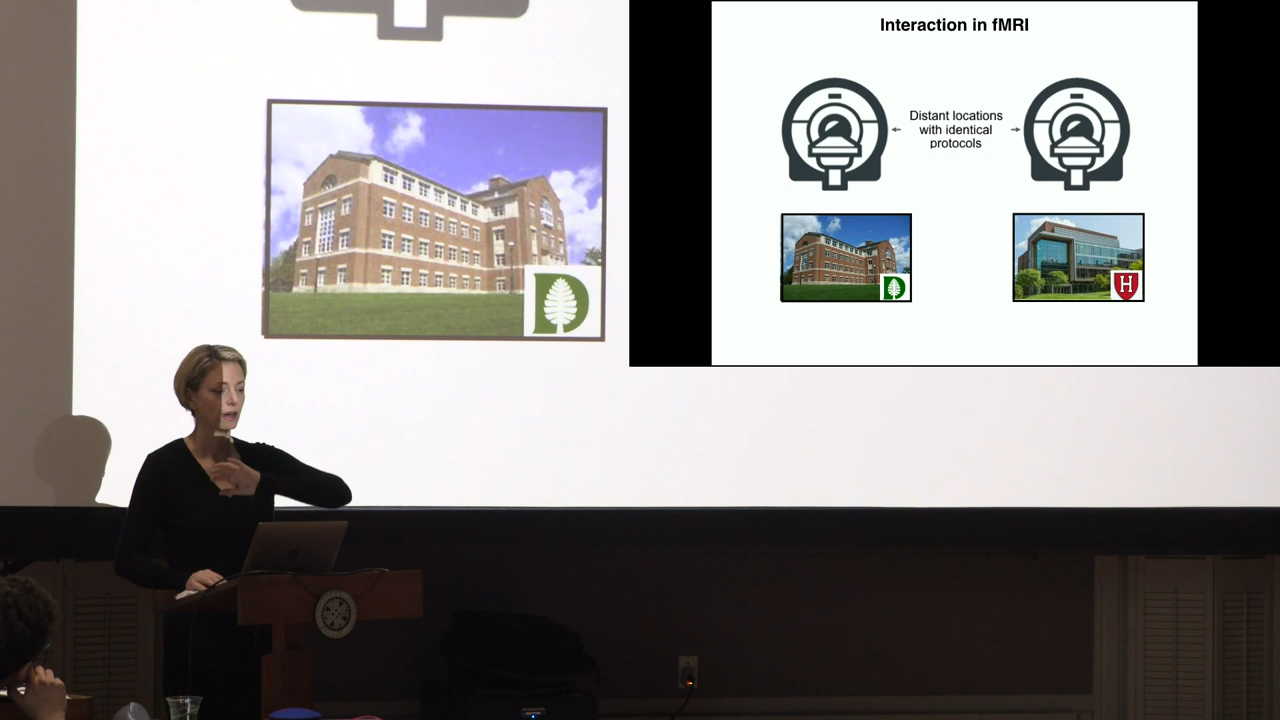 Interaction in fMRI
Distant locations
with identical
protocols
D
H
D